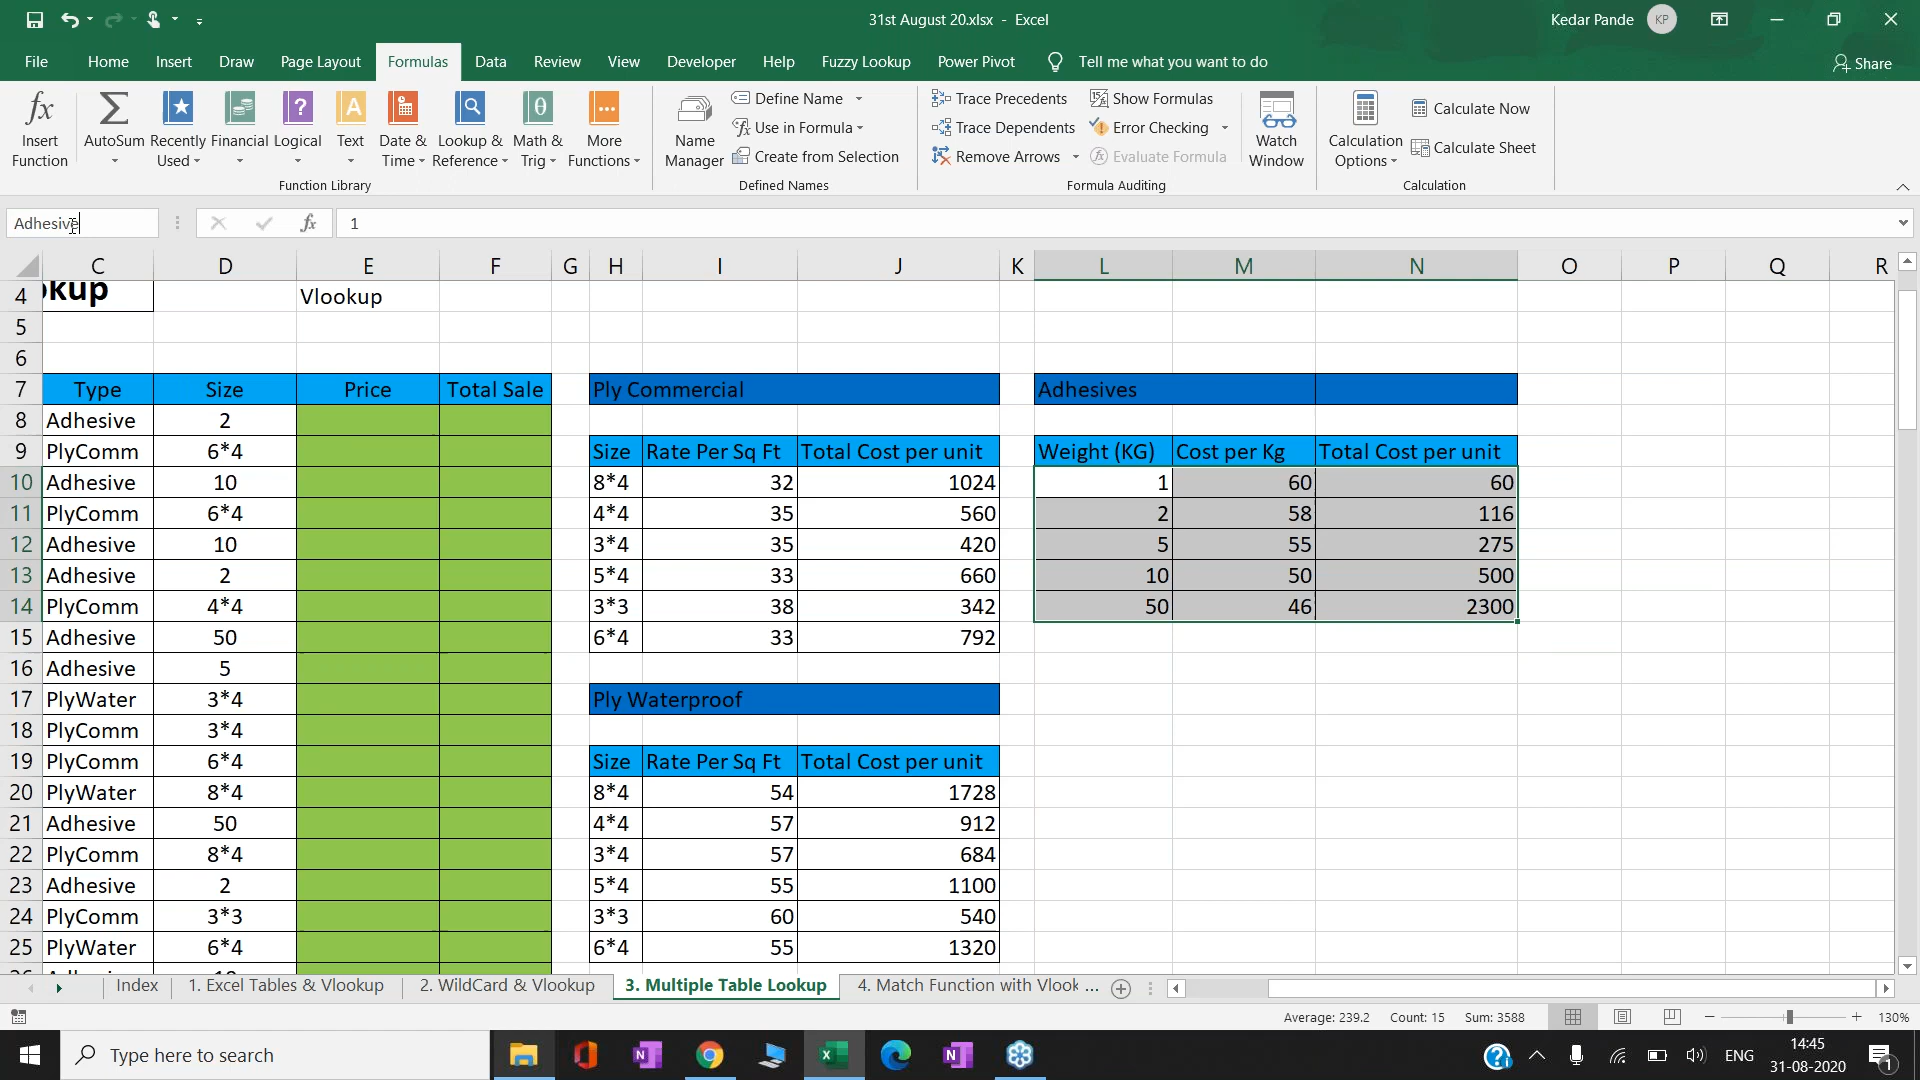 31st August 20.xlsx - Excel
Kedar Pande
KP
File Home Insert Draw Page Layout Formulas Data Review View Developer Help Fuzzy Lookup Power Pivot Tell me what you want to do
Share
Insert Function
AutoSum
Recently Used
Financial
Logical
Text
Date & Time
Lookup & Reference
Math & Trig
More Functions
Function Library
Name Manager
Define Name
Use in Formula
Create from Selection
Defined Names
Trace Precedents
Trace Dependents
Remove Arrows
Show Formulas
Error Checking
Evaluate Formula
Formula Auditing
Watch Window
Calculation Options
Calculate Now
Calculate Sheet
Calculation
Adhesive
fx
1
C D E F G H I J K L M N O P Q R
4 okup Vlookup
5
6
7 Type Size Price Total Sale Ply Commercial Adhesives
8 Adhesive 2
9 PlyComm 6*4 Size Rate Per Sq Ft Total Cost per unit Weight (KG) Cost per Kg Total Cost per unit
10 Adhesive 10 8*4 32 1024 1 60 60
11 PlyComm 6*4 4*4 35 560 2 58 116
12 Adhesive 10 3*4 35 420 5 55 275
13 Adhesive 2 5*4 33 660 10 50 500
14 PlyComm 4*4 3*3 38 342 50 46 2300
15 Adhesive 50 6*4 33 792
16 Adhesive 5
17 PlyWater 3*4 Ply Waterproof
18 PlyComm 3*4
19 PlyComm 6*4 Size Rate Per Sq Ft Total Cost per unit
20 PlyWater 8*4 8*4 54 1728
21 Adhesive 50 4*4 57 912
22 PlyComm 8*4 3*4 57 684
23 Adhesive 2 5*4 55 1100
24 PlyComm 3*3 3*3 60 540
25 PlyWater 6*4 6*4 55 1320
Index 1. Excel Tables & Vlookup 2. WildCard & Vlookup 3. Multiple Table Lookup 4. Match Function with Vlook ...
Average: 239.2 Count: 15 Sum: 3588 130%
Type here to search
ENG
14:45
31-08-2020
1